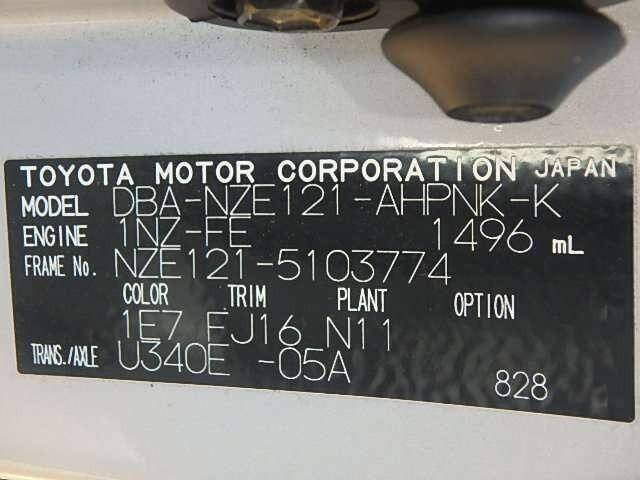 TOYOTA MOTOR CORPORATION JAPAN
MODEL DBA-NZE121-AHPNK-K
ENGINE 1NZ-FE 1496 mL
FRAME No. NZE121-5103774
COLOR TRIM PLANT OPTION
1E7 FJ16 N11
TRANS./AXLE U340E -05A
828